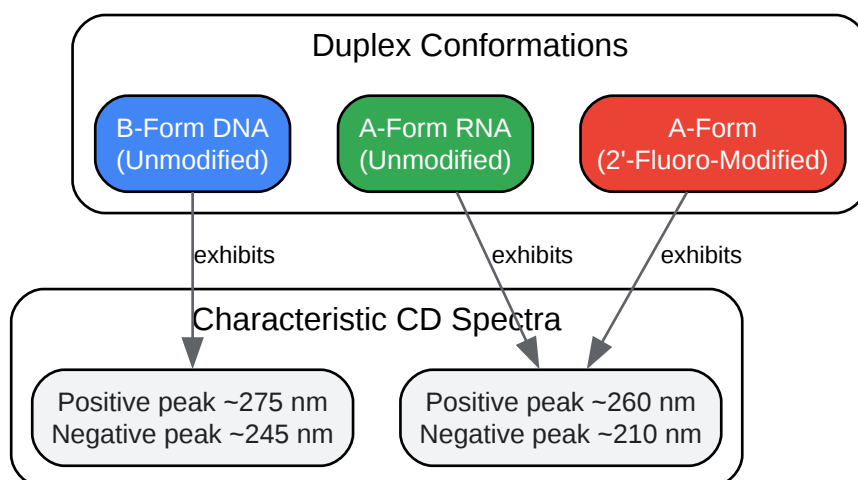 Duplex Conformations
B-Form DNA
(Unmodified)
A-Form RNA
(Unmodified)
A-Form
(2'-Fluoro-Modified)
exhibits
exhibits
exhibits
Characteristic CD Spectra
Positive peak ~275 nm
Negative peak ~245 nm
Positive peak ~260 nm
Negative peak ~210 nm